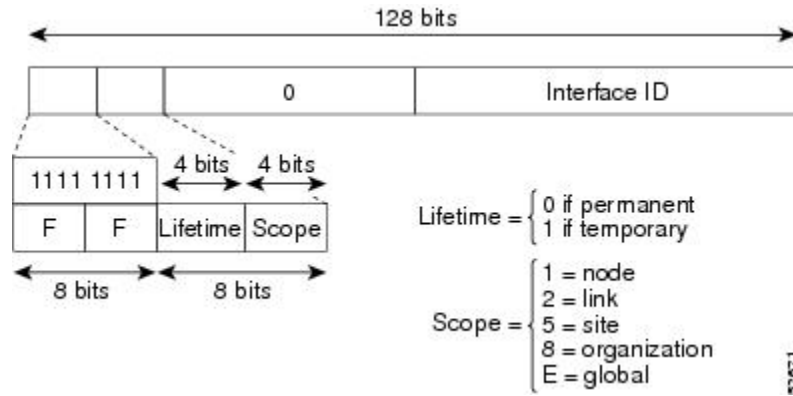 128 bits
0 Interface ID
4 bits 4 bits
1111 1111
F F Lifetime Scope
8 bits 8 bits
Lifetime = 0 if permanent
1 if temporary
Scope = 1 = node
2 = link
5 = site
8 = organization
E = global